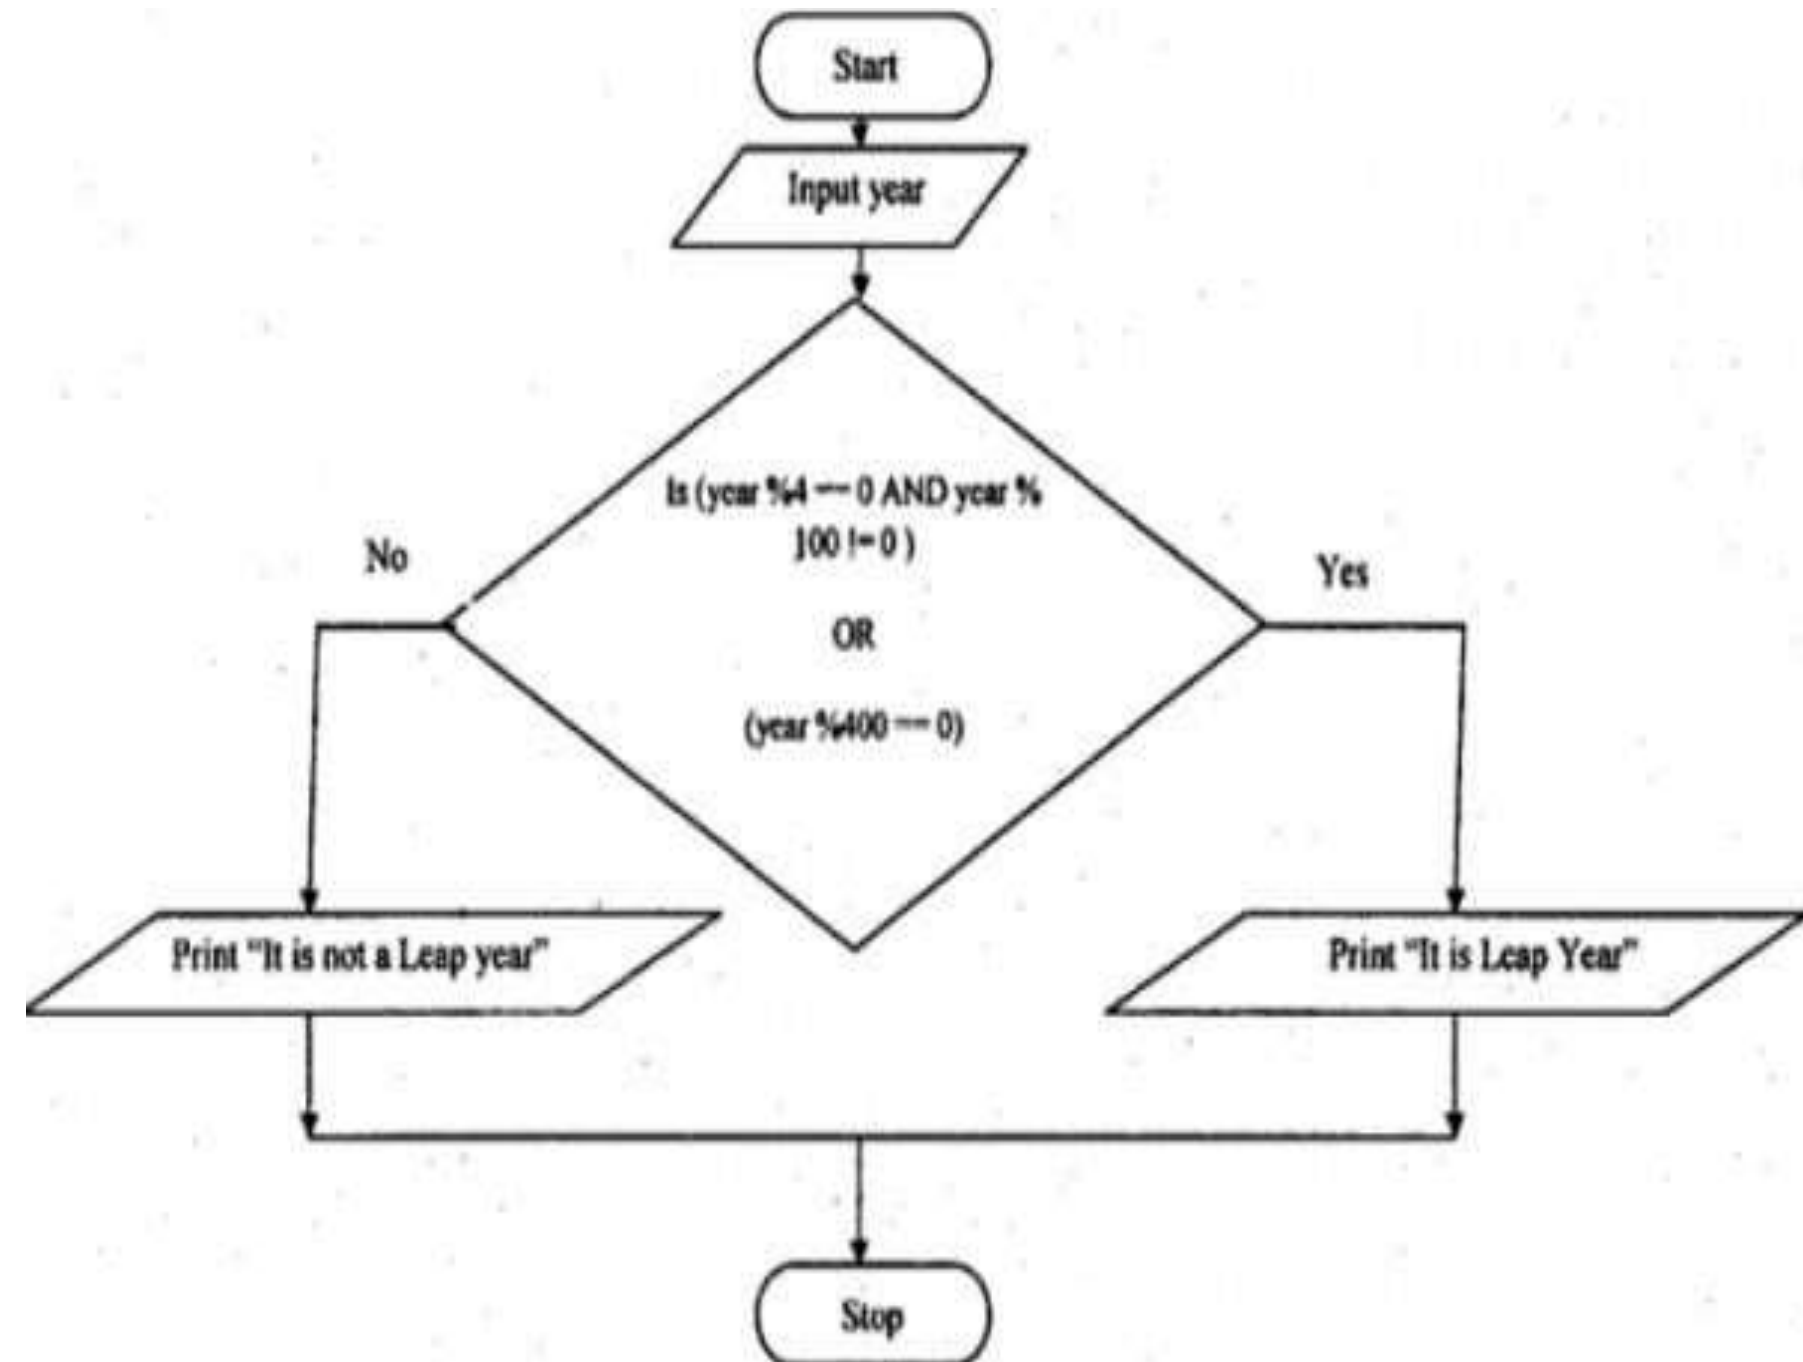 Start
Input year
Is (year %4 == 0 AND year %
100 != 0 )
No
Yes
OR
(year %400 == 0)
Print "It is not a Leap year"
Print "It is Leap Year"
Stop